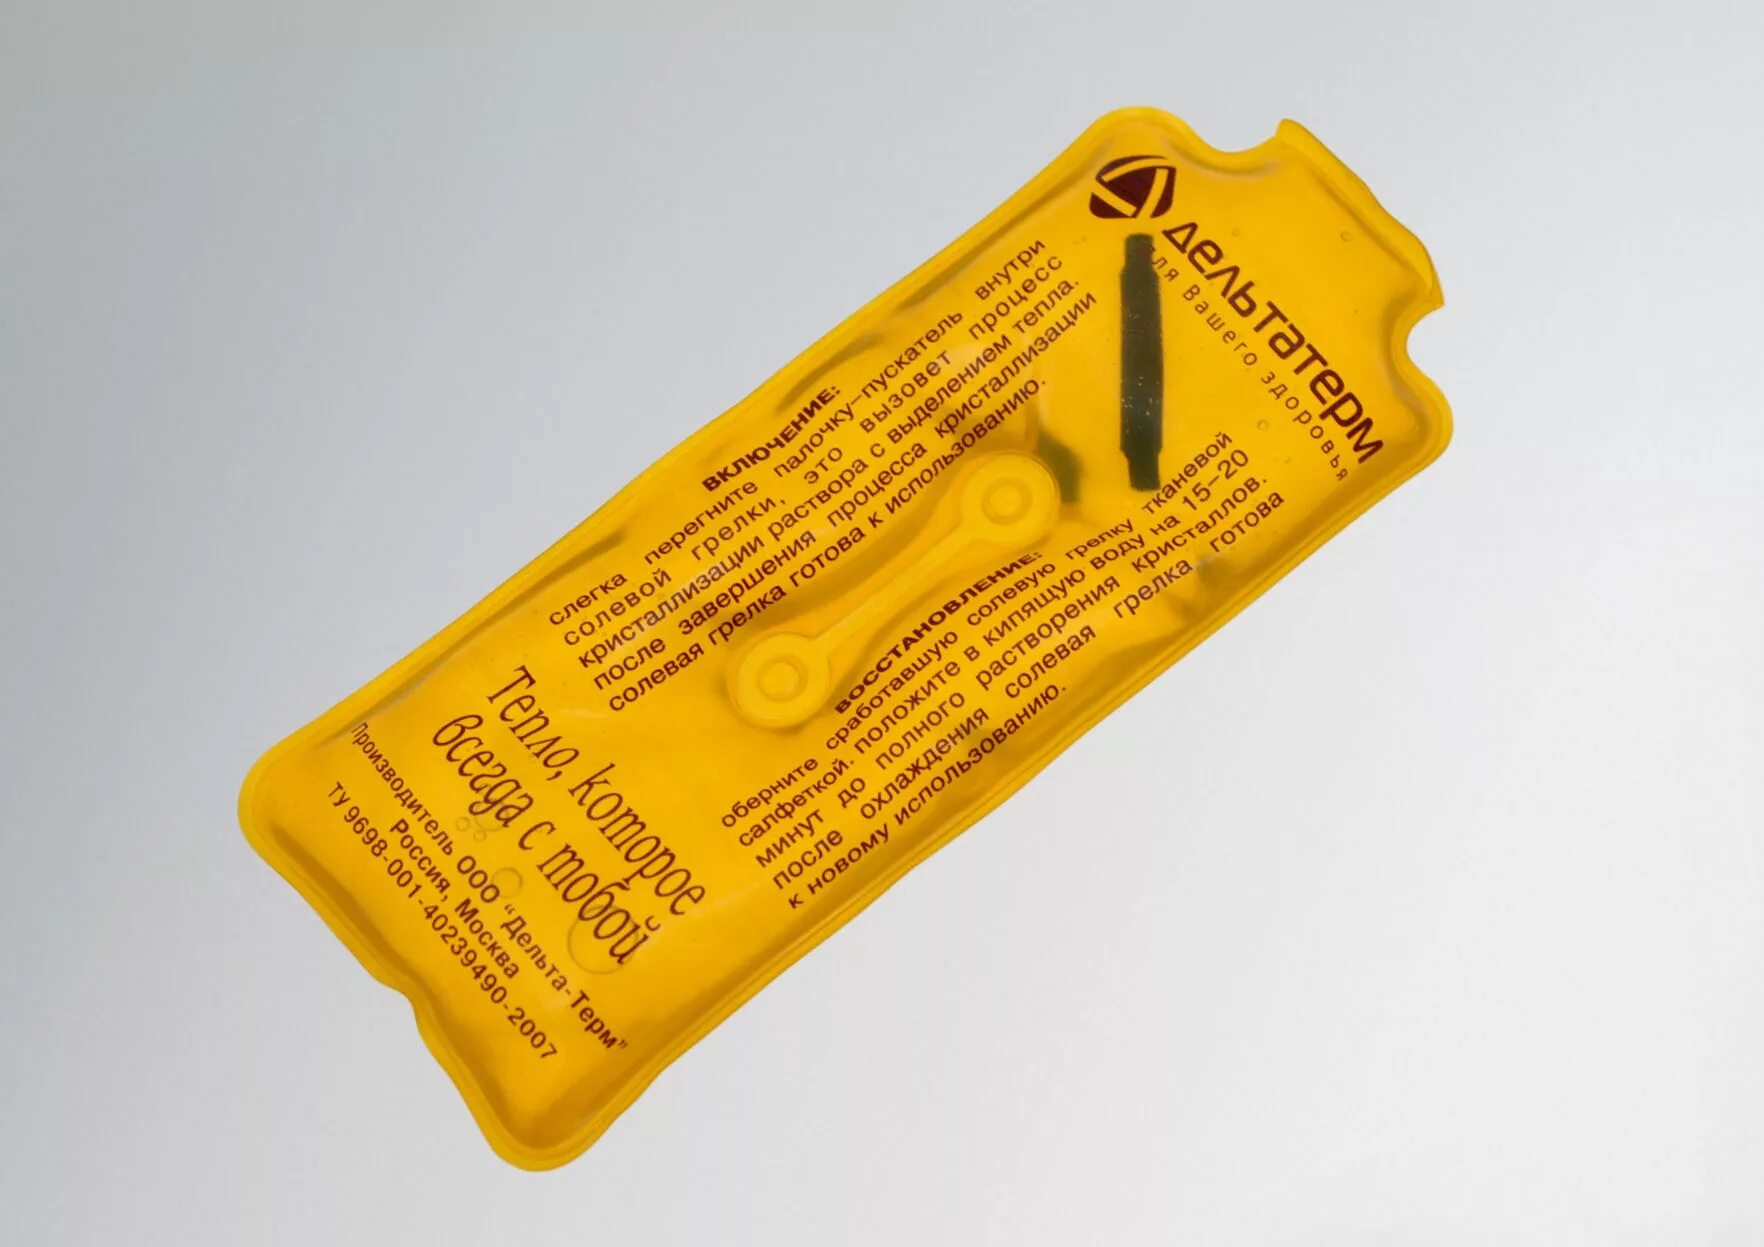 дельтатерм
для Вашего здоровья
ВКЛЮЧЕНИЕ:
слегка перегните палочку-пускатель внутри
солевой грелки, это вызовет процесс
кристаллизации раствора с выделением тепла.
после завершения процесса кристаллизации
солевая грелка готова к использованию.
ВОССТАНОВЛЕНИЕ:
оберните сработавшую солевую грелку тканевой
салфеткой. положите в кипящую воду на 15-20
минут до полного растворения кристаллов.
после охлаждения солевая грелка готова
к новому использованию.
Тепло, которое
всегда с тобой
Производитель ООО "Дельта-Терм"
Россия, Москва
ТУ 9698-001-40239490-2007